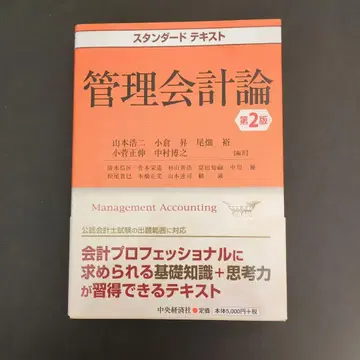 スタンダード テキスト
管理会計論
第2版
山本浩二 小倉 昇 尾畑 裕
小菅正伸 中村博之 [編著]
Management Accounting
公認会計士試験の出題範囲に対応
会計プロフェッショナルに
求められる基礎知識+思考力
が習得できるテキスト
中央経済社 定価 本体5,000円+税